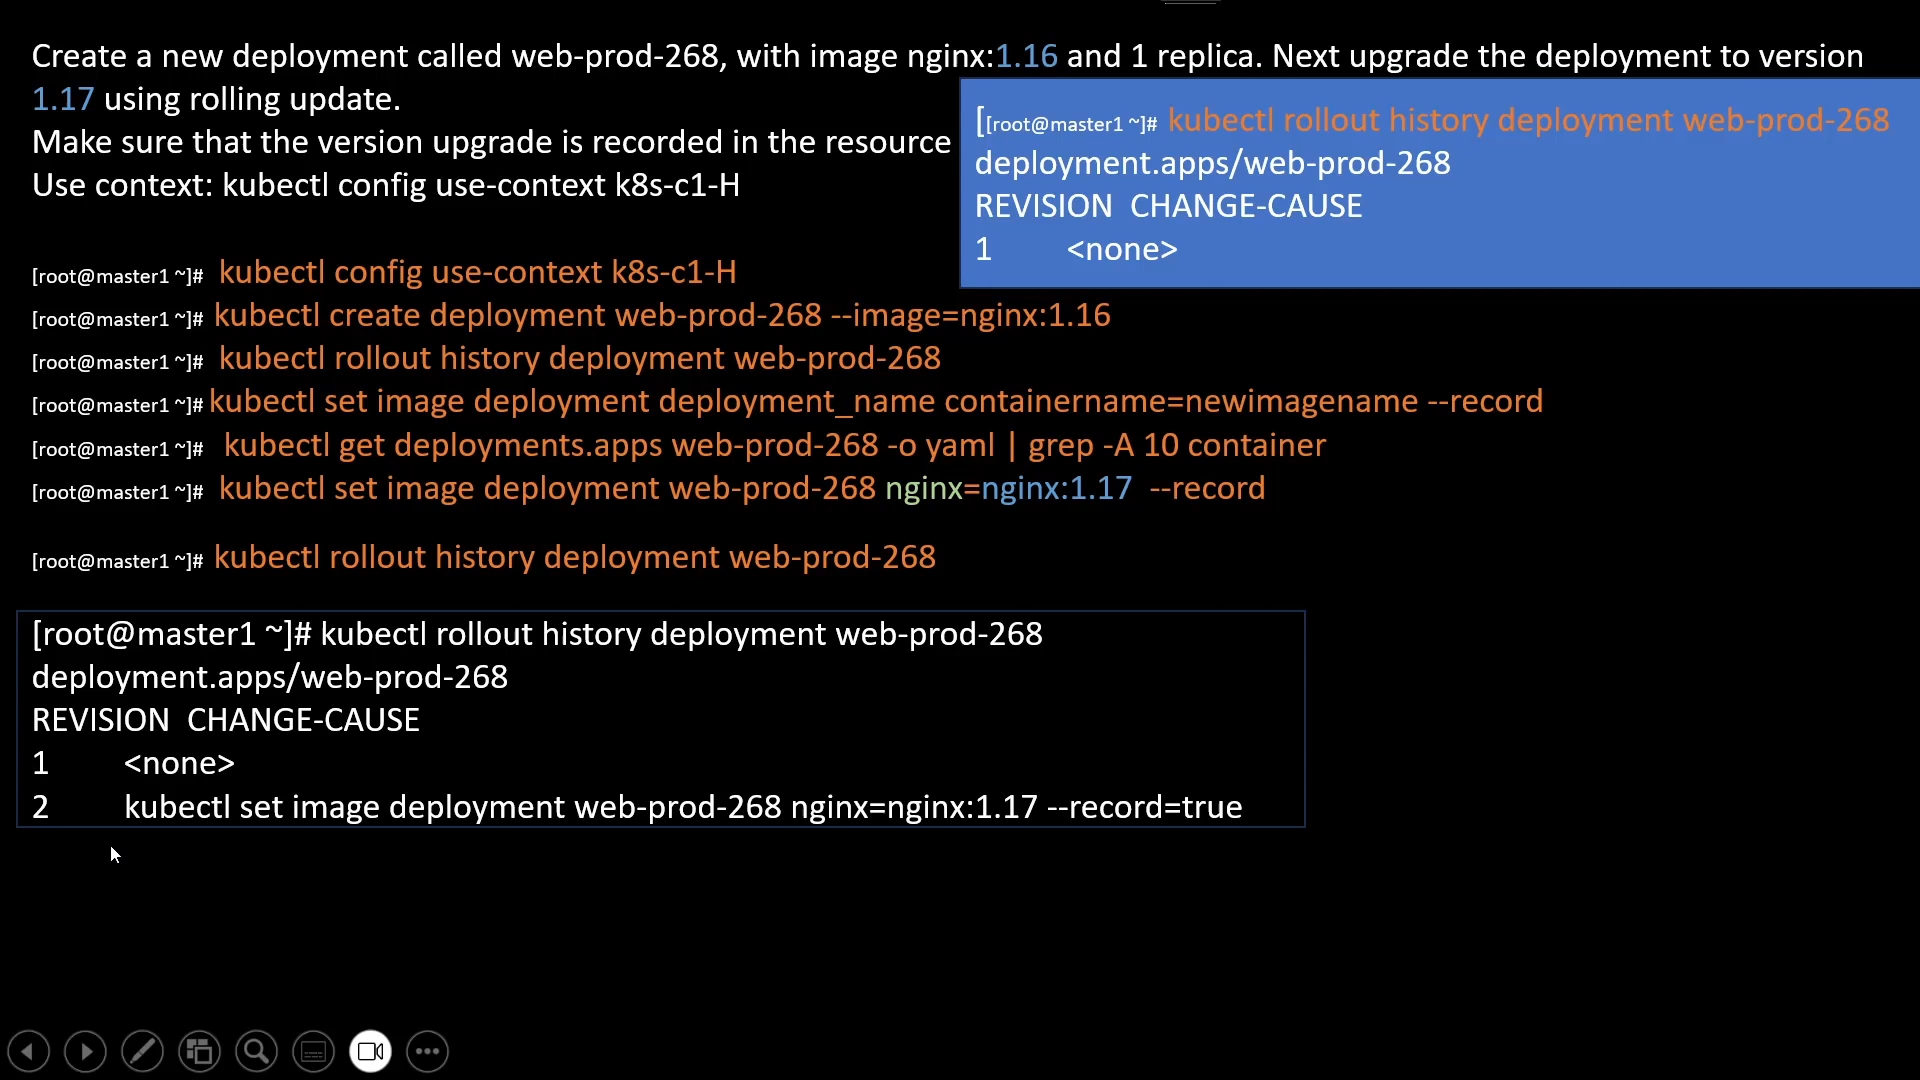 Create a new deployment called web-prod-268, with image nginx:1.16 and 1 replica. Next upgrade the deployment to version
1.17 using rolling update.
Make sure that the version upgrade is recorded in the resource
Use context: kubectl config use-context k8s-c1-H
[[root@master1 ~]# kubectl rollout history deployment web-prod-268
deployment.apps/web-prod-268
REVISION CHANGE-CAUSE
1 <none>
[root@master1 ~]# kubectl config use-context k8s-c1-H
[root@master1 ~]# kubectl create deployment web-prod-268 --image=nginx:1.16
[root@master1 ~]# kubectl rollout history deployment web-prod-268
[root@master1 ~]# kubectl set image deployment deployment_name containername=newimagename --record
[root@master1 ~]# kubectl get deployments.apps web-prod-268 -o yaml | grep -A 10 container
[root@master1 ~]# kubectl set image deployment web-prod-268 nginx=nginx:1.17 --record
[root@master1 ~]# kubectl rollout history deployment web-prod-268
[root@master1 ~]# kubectl rollout history deployment web-prod-268
deployment.apps/web-prod-268
REVISION CHANGE-CAUSE
1 <none>
2 kubectl set image deployment web-prod-268 nginx=nginx:1.17 --record=true